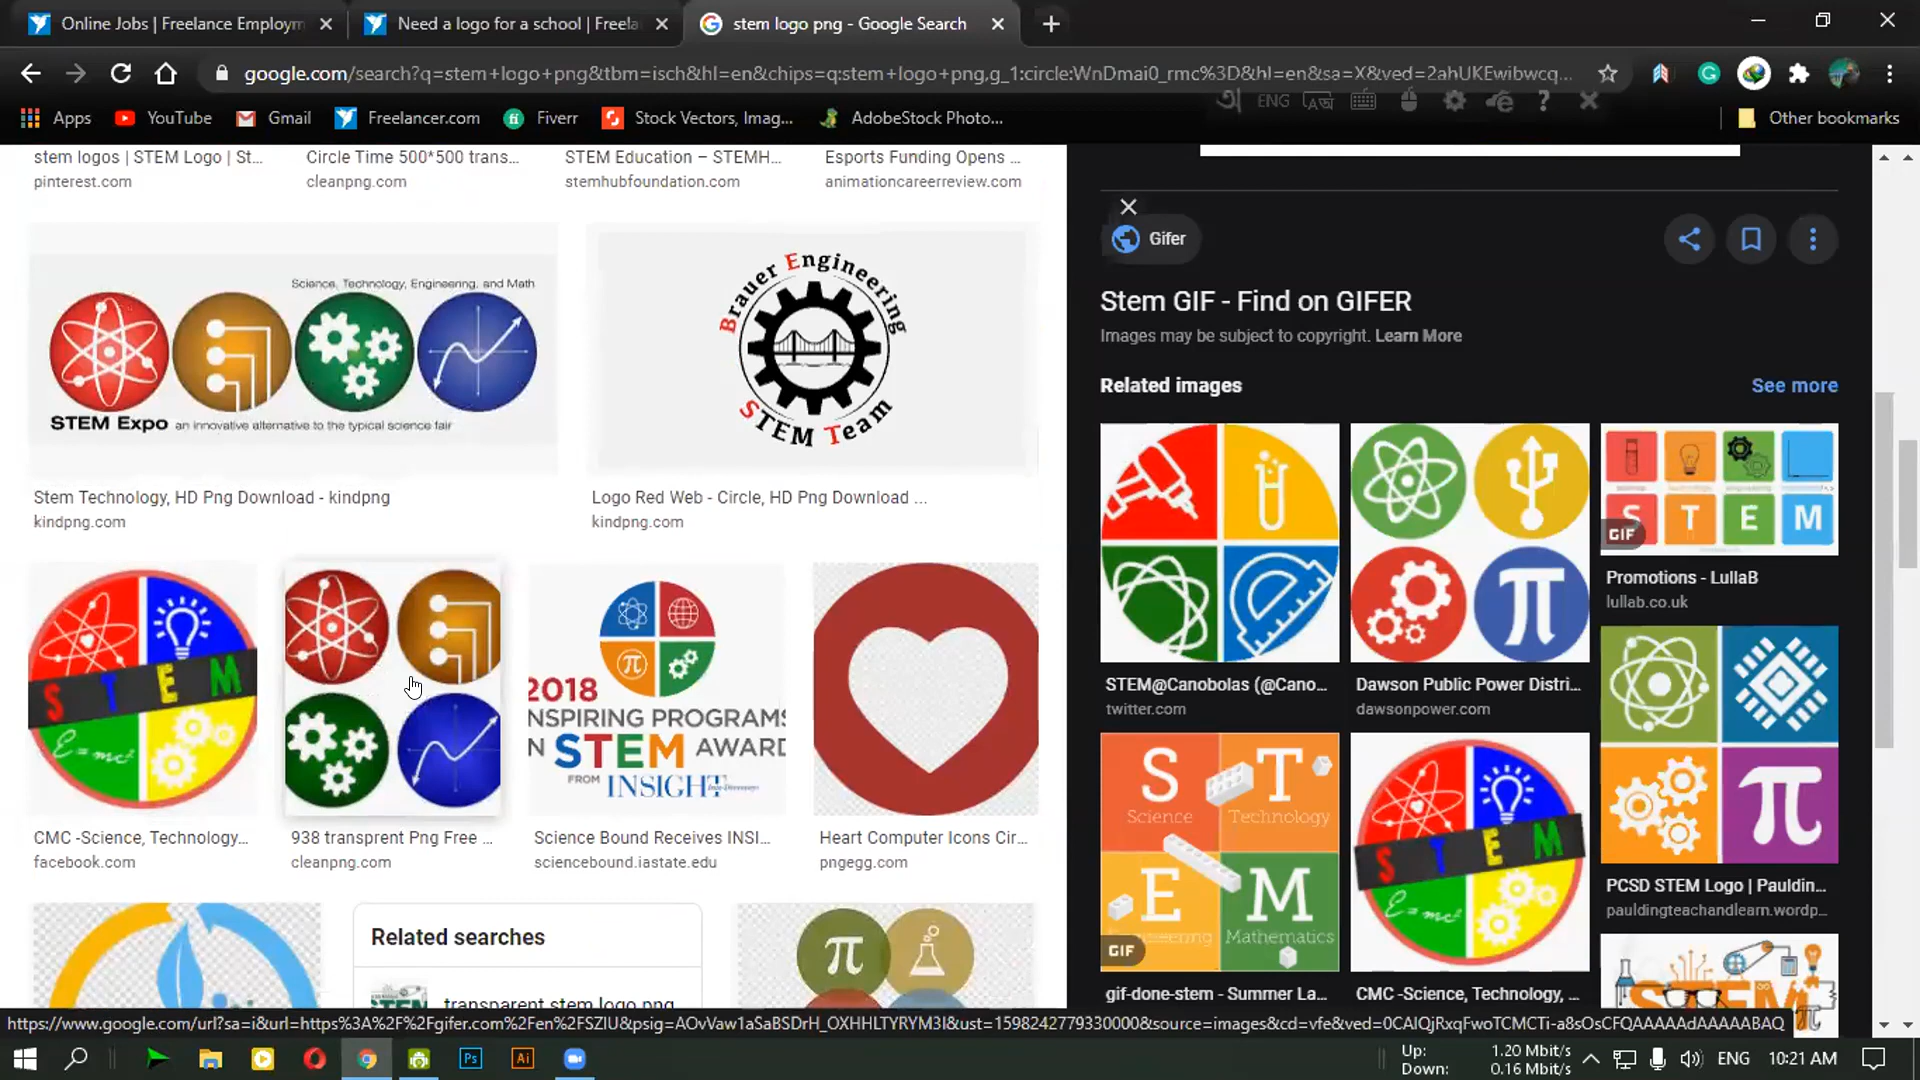 Online Jobs | Freelance Employm
Need a logo for a school | Freela
stem logo png - Google Search
google.com/search?q=stem+logo+png&tbm=isch&hl=en&chips=q:stem+logo+png,g_1:circle:WnDmai0_rmc%3D&hl=en&sa=X&ved=2ahUKEwibwcq...
ENG
Apps
YouTube
Gmail
Freelancer.com
fi
Fiverr
Stock Vectors, Imag...
AdobeStock Photo...
Other bookmarks
stem logos | STEM Logo | St...
pinterest.com
Circle Time 500*500 trans...
cleanpng.com
STEM Education – STEMH...
stemhubfoundation.com
Esports Funding Opens ...
animationcareerreview.com
Science, Technology, Engineering, and Math
STEM Expo an innovative alternative to the typical science fair
Stem Technology, HD Png Download - kindpng
kindpng.com
Brauer Engineering
STEM Team
Logo Red Web - Circle, HD Png Download ...
kindpng.com
STEM
E=mc²
CMC -Science, Technology...
facebook.com
938 transprent Png Free ...
cleanpng.com
π
2018
NSPIRING PROGRAMS
N STEM AWARD
FROM INSIGHT
Science Bound Receives INSI...
sciencebound.iastate.edu
Heart Computer Icons Cir...
pngegg.com
Related searches
transparent stem logo png
π
Gifer
Stem GIF - Find on GIFER
Images may be subject to copyright. Learn More
Related images
See more
STEM@Canobolas (@Cano...
twitter.com
π
Dawson Public Power Distri...
dawsonpower.com
S T E M
GIF
Promotions - LullaB
lullab.co.uk
S T
Science Technology
E M
Engineering Mathematics
GIF
gif-done-stem - Summer La...
STEM
E=mc²
CMC -Science, Technology, ...
π
PCSD STEM Logo | Pauldin...
pauldingteachandlearn.wordp...
STEM
https://www.google.com/url?sa=i&url=https%3A%2F%2Fgifer.com%2Fen%2FSZIU&psig=AOvVaw1aSaBSDrH_OXHHLTYRYM3I&ust=1598242779330000&source=images&cd=vfe&ved=0CAIQjRxqFwoTCMCTi-a8sOsCFQAAAAAdAAAAABAQ
Ps
Ai
Up: 1.20 Mbit/s
Down: 0.16 Mbit/s
ENG
10:21 AM